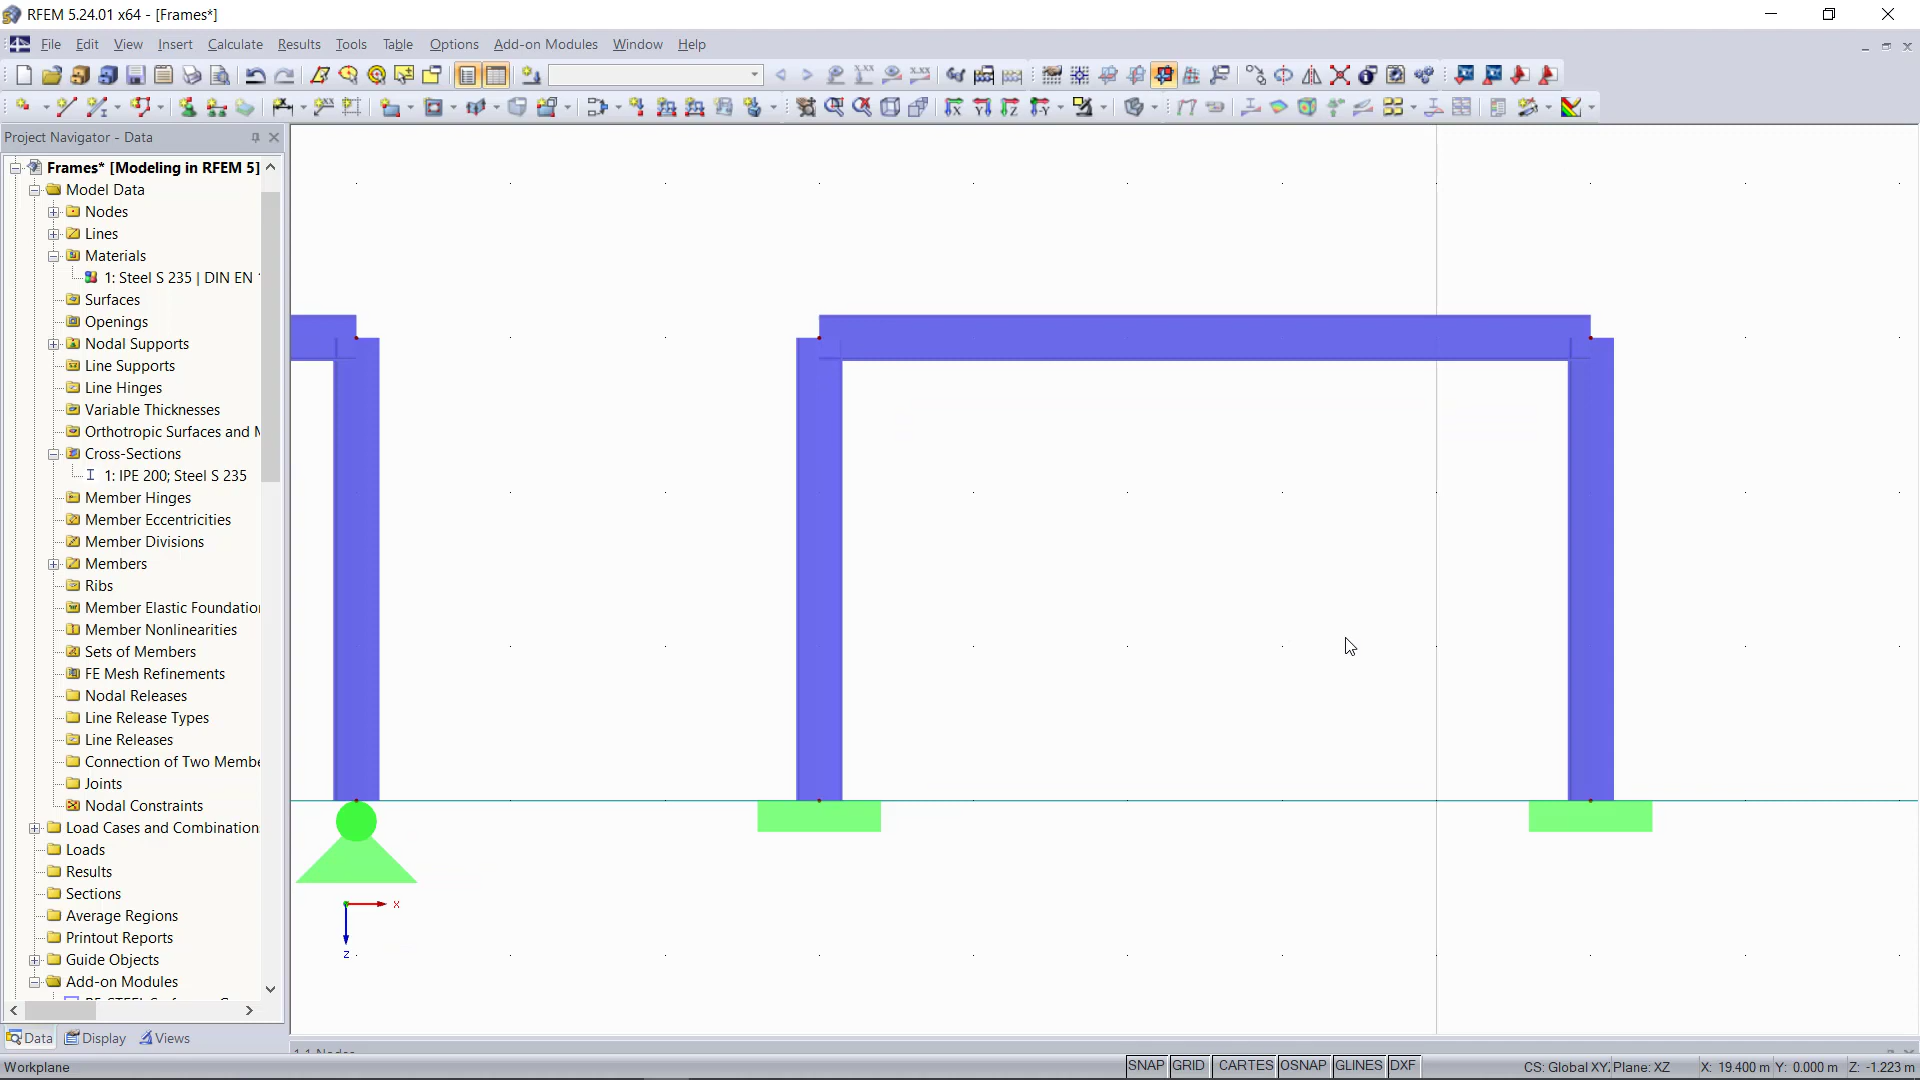 RFEM 5.24.01 x64 - [Frames*]
File Edit View Insert Calculate Results Tools Table Options Add-on Modules Window Help
Project Navigator - Data
Frames* [Modeling in RFEM 5]
Model Data
Nodes
Lines
Materials
1: Steel S 235 | DIN EN
Surfaces
Openings
Nodal Supports
Line Supports
Line Hinges
Variable Thicknesses
Orthotropic Surfaces and M
Cross-Sections
1: IPE 200; Steel S 235
Member Hinges
Member Eccentricities
Member Divisions
Members
Ribs
Member Elastic Foundation
Member Nonlinearities
Sets of Members
FE Mesh Refinements
Nodal Releases
Line Release Types
Line Releases
Connection of Two Membe
Joints
Nodal Constraints
Load Cases and Combination
Loads
Results
Sections
Average Regions
Printout Reports
Guide Objects
Add-on Modules
x
z
Data Display Views
1.1 Nodes
Workplane SNAP GRID CARTES OSNAP GLINES DXF CS: Global XYZ Plane: XZ X: 19.400 m Y: 0.000 m Z: -1.223 m